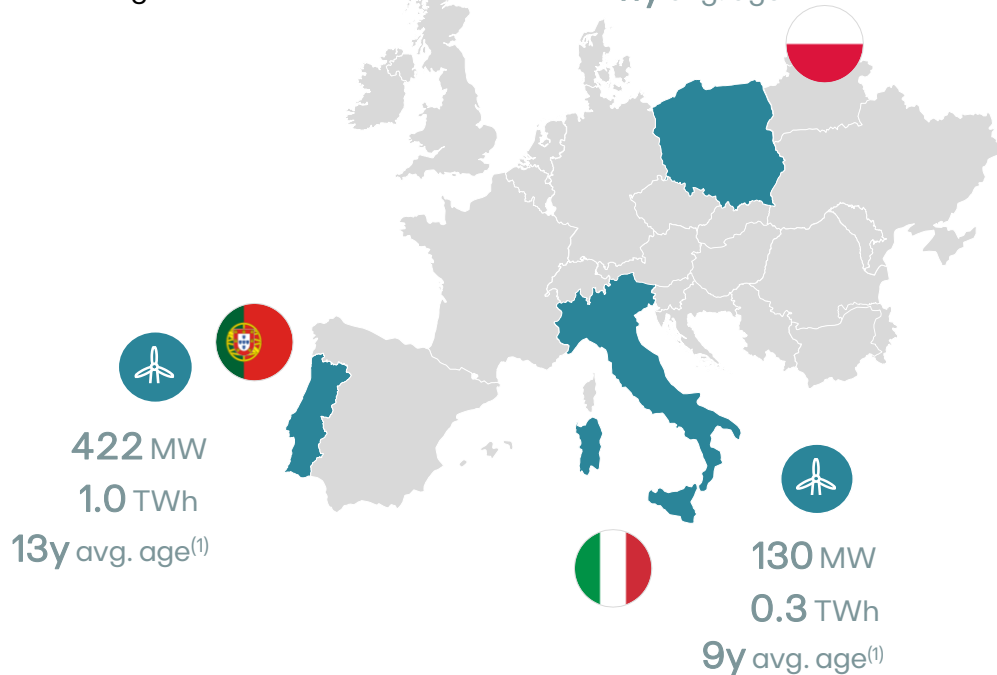 422 MW
1.0 TWh
13y avg. age(1)
130 MW
0.3 TWh
9y avg. age(1)